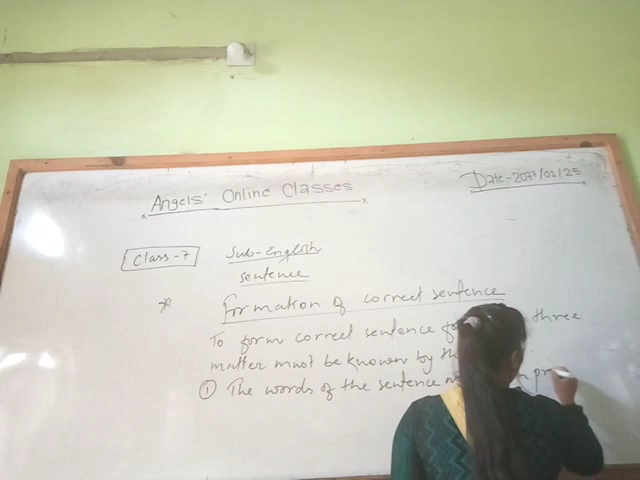 Angels' Online Classes
Date-2077/01/25
Class-7
Sub-English
Sentence
* Formation of correct sentence
To form correct sentence three
matter must be known by
① The words of the sentence